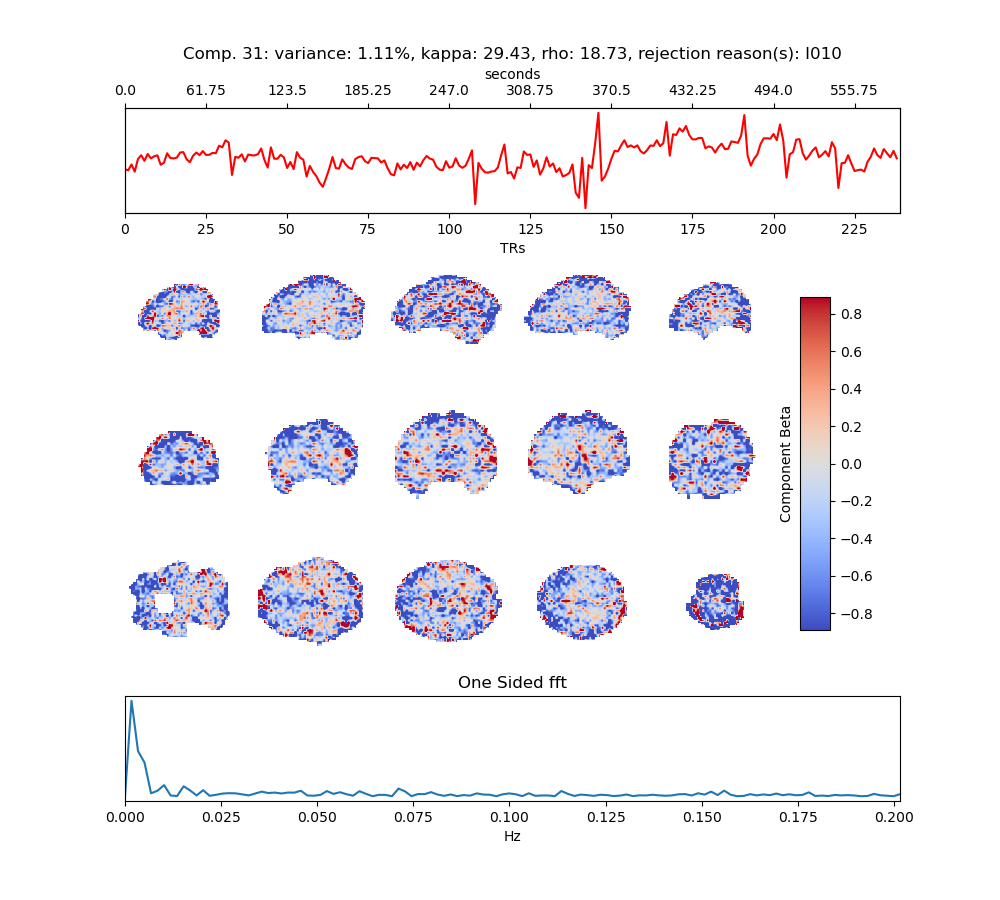 Comp. 31: variance: 1.11%, kappa: 29.43, rho: 18.73, rejection reason(s): I010
seconds
0.0 61.75 123.5 185.25 247.0 308.75 370.5 432.25 494.0 555.75
0 25 50 75 100 125 150 175 200 225
TRs
0.8
0.6
0.4
0.2
0.0
−0.2
−0.4
−0.6
−0.8
Component Beta
One Sided fft
0.000 0.025 0.050 0.075 0.100 0.125 0.150 0.175 0.200
Hz